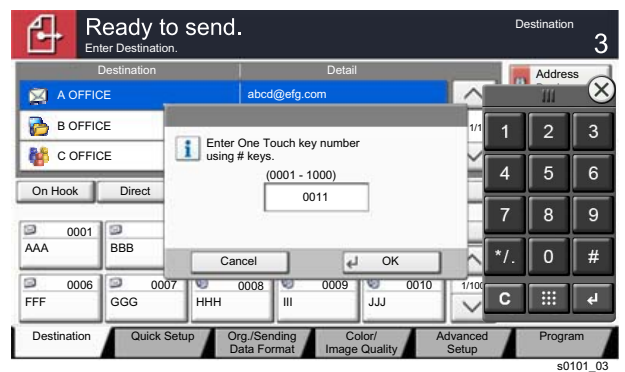 Ready to send.
Destination
Enter Destination.
3
Destination
Detail
Address
A OFFICE
abcd@efg.com
B OFFICE
1/1
C OFFICE
Enter One Touch key number
using # keys.
(0001 - 1000)
0011
Cancel
OK
On Hook
Direct
0001
AAA
BBB
0006
FFF
0007
GGG
0008
HHH
0009
III
0010
JJJ
1/100
1
2
3
4
5
6
7
8
9
*/.
0
#
C
Destination
Quick Setup
Org./Sending
Data Format
Color/
Image Quality
Advanced
Setup
Program
s0101_03